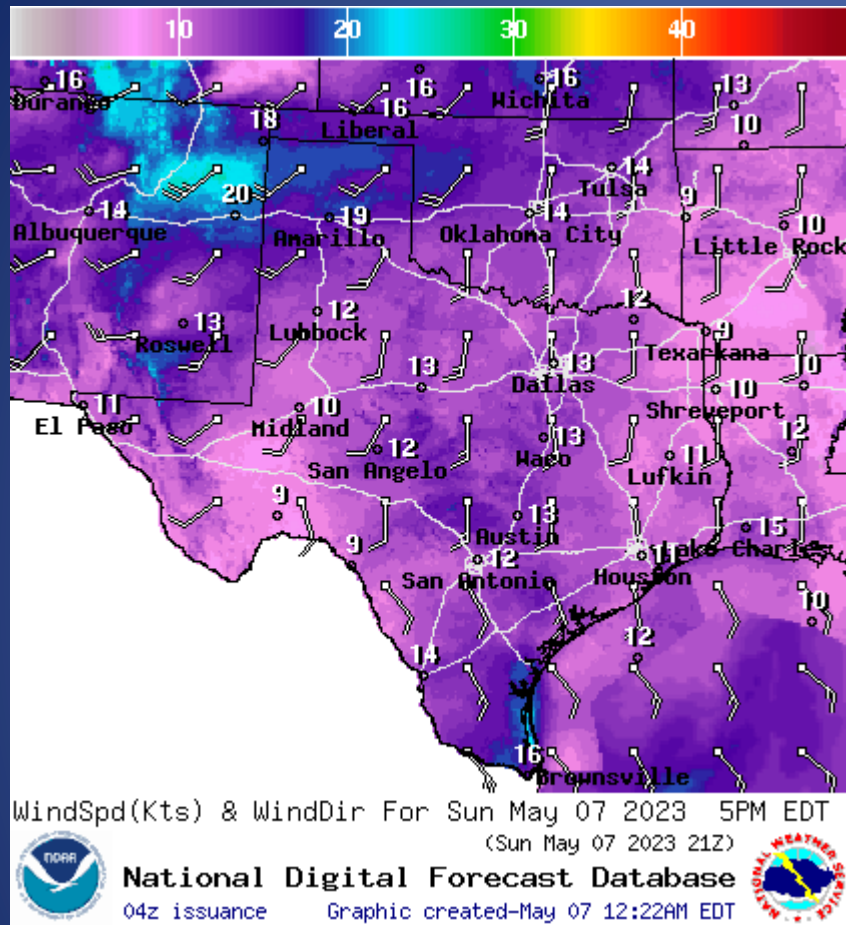 10 20 30 40
16 16 16 13
Durango Wichita
16
Liberal
18 10
14
Tulsa
20 19 14 9
14 10
Albuquerque Amarillo Oklahoma City Little Rock
13 12 12
Roswell Lubbock 9
Texarkana
13 13 10
Dallas 10
11 10 Shreveport
El Paso Midland
12 13 11 12
San Angelo Waco Lufkin
9 13 15
Austin
9 12 11 Lake Charles
San Antonio Houston
10
14 12
16
Brownsville
WindSpd(Kts) & WindDir For Sun May 07 2023 5PM EDT
(Sun May 07 2023 21Z)
NOAA
National Digital Forecast Database
NATIONAL WEATHER SERVICE
04z issuance Graphic created-May 07 12:22AM EDT